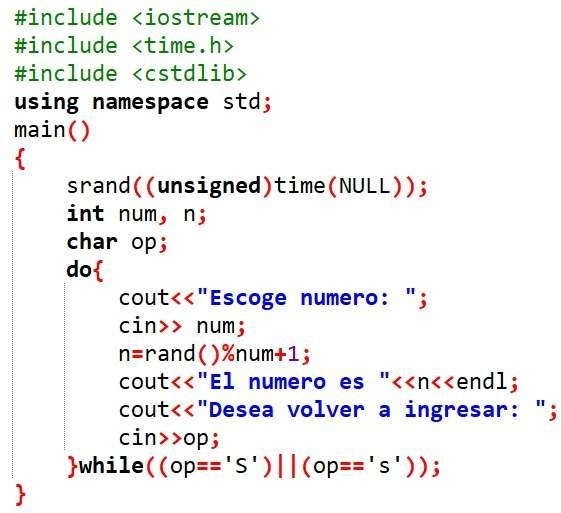 #include <iostream>
#include <time.h>
#include <cstdlib>
using namespace std;
main()
{
srand((unsigned)time(NULL));
int num, n;
char op;
do{
cout<<"Escoge numero: ";
cin>> num;
n=rand()%num+1;
cout<<"El numero es "<<n<<endl;
cout<<"Desea volver a ingresar: ";
cin>>op;
}while((op=='S')||(op=='s'));
}